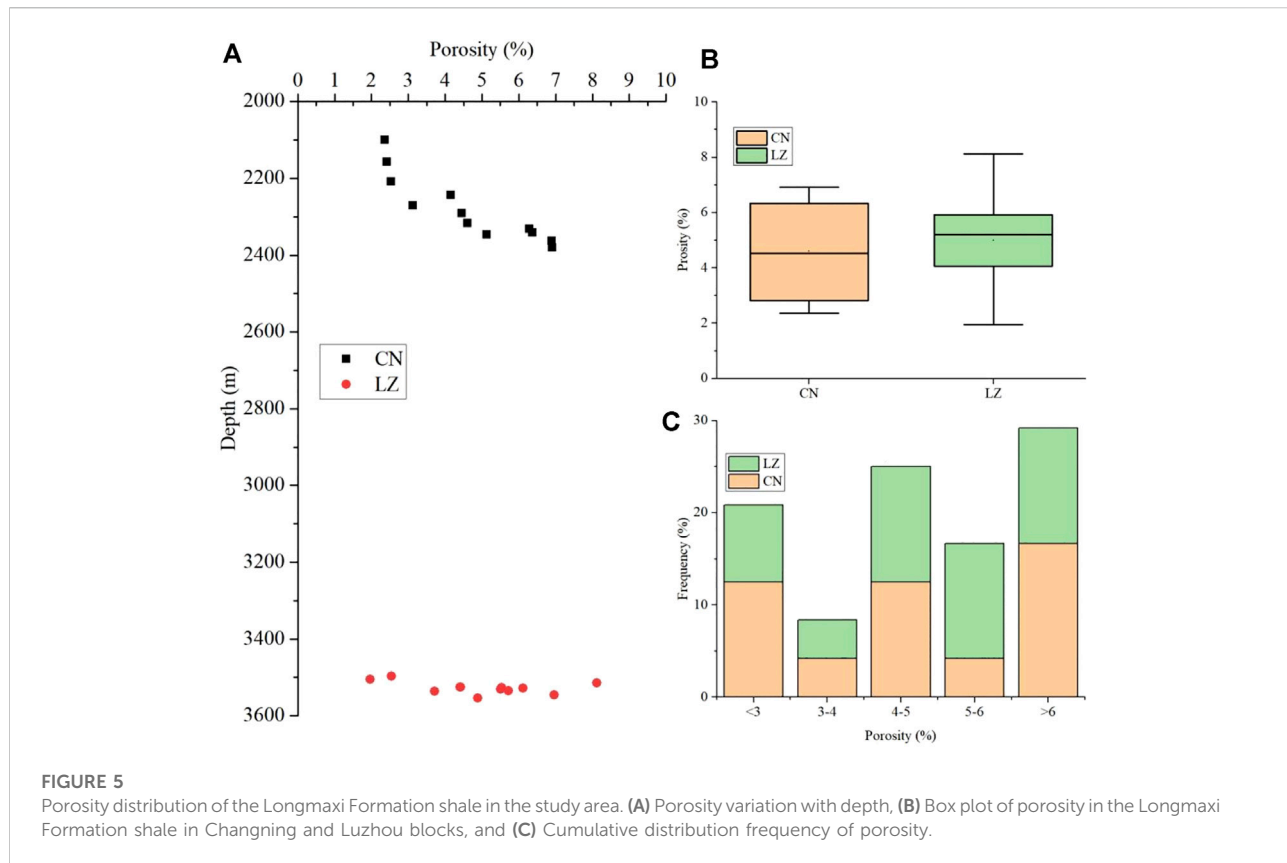 A
Porosity (%)
0 1 2 3 4 5 6 7 8 9 10
2000
2200
2400
2600
2800
3000
3200
3400
3600
Depth (m)
CN
LZ
B
10
8
6
4
2
0
Prosity (%)
CN
LZ
CN LZ
C
30
20
10
0
Frequency (%)
LZ
CN
<3 3-4 4-5 5-6 >6
Porosity (%)
FIGURE 5
Porosity distribution of the Longmaxi Formation shale in the study area. (A) Porosity variation with depth, (B) Box plot of porosity in the Longmaxi
Formation shale in Changning and Luzhou blocks, and (C) Cumulative distribution frequency of porosity.